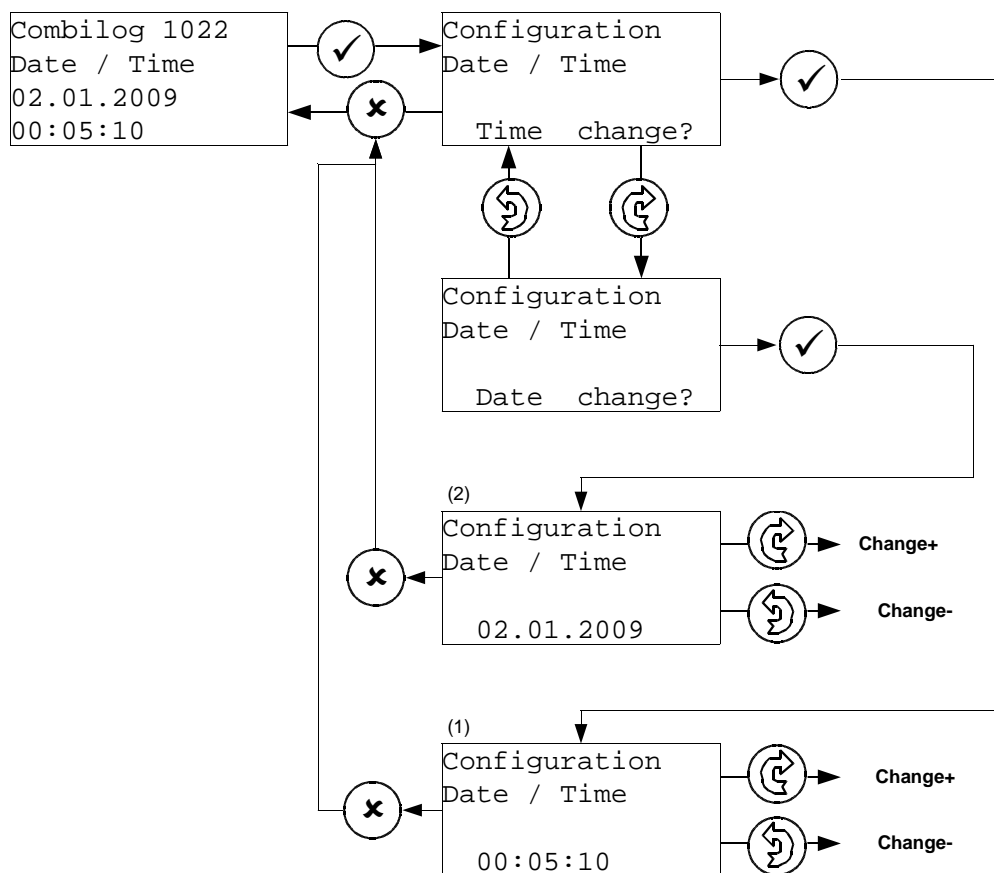 Combilog 1022
Date / Time
02.01.2009
00:05:10
Configuration
Date / Time
Time change?
Configuration
Date / Time
Date change?
(2)
Configuration
Date / Time
02.01.2009
Change+
Change-
(1)
Configuration
Date / Time
00:05:10
Change+
Change-